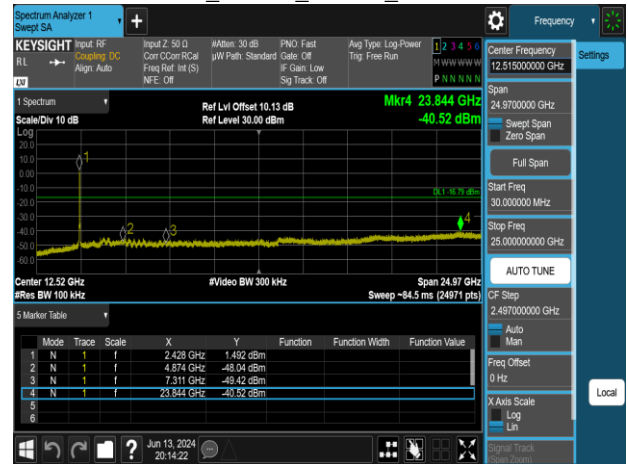 Spectrum Analyzer 1
Swept SA
+
Frequency
KEYSIGHT
RL
LXI
Input: RF
Coupling: DC
Align: Auto
Input Z: 50 Ω
Corr CCorr RCal
Freq Ref: Int (S)
NFE: Off
#Atten: 30 dB
µW Path: Standard
PNO: Fast
Gate: Off
IF Gain: Low
Sig Track: Off
Avg Type: Log-Power
Trig: Free Run
1 2 3 4 5 6
M W W W W W
P N N N N N
1 Spectrum
Scale/Div 10 dB
Ref Lvl Offset 10.13 dB
Ref Level 30.00 dBm
Mkr4 23.844 GHz
-40.52 dBm
Log
20.0
10.0
0.00
-10.0
-20.0
-30.0
-40.0
-50.0
-60.0
1
2
3
4
DL1 -16.79 dBm
Center 12.52 GHz
#Res BW 100 kHz
#Video BW 300 kHz
Span 24.97 GHz
Sweep ~84.5 ms (24971 pts)
5 Marker Table
Mode Trace Scale X Y Function Function Width Function Value
1 N 1 f 2.428 GHz 1.492 dBm
2 N 1 f 4.874 GHz -48.04 dBm
3 N 1 f 7.311 GHz -49.42 dBm
4 N 1 f 23.844 GHz -40.52 dBm
5
6
?
Jun 13, 2024
20:14:22
Center Frequency
12.515000000 GHz
Settings
Span
24.9700000 GHz
Swept Span
Zero Span
Full Span
Start Freq
30.000000 MHz
Stop Freq
25.000000000 GHz
AUTO TUNE
CF Step
2.497000000 GHz
Auto
Man
Freq Offset
0 Hz
X Axis Scale
Log
Lin
Local
Signal Track
(Span Zoom)